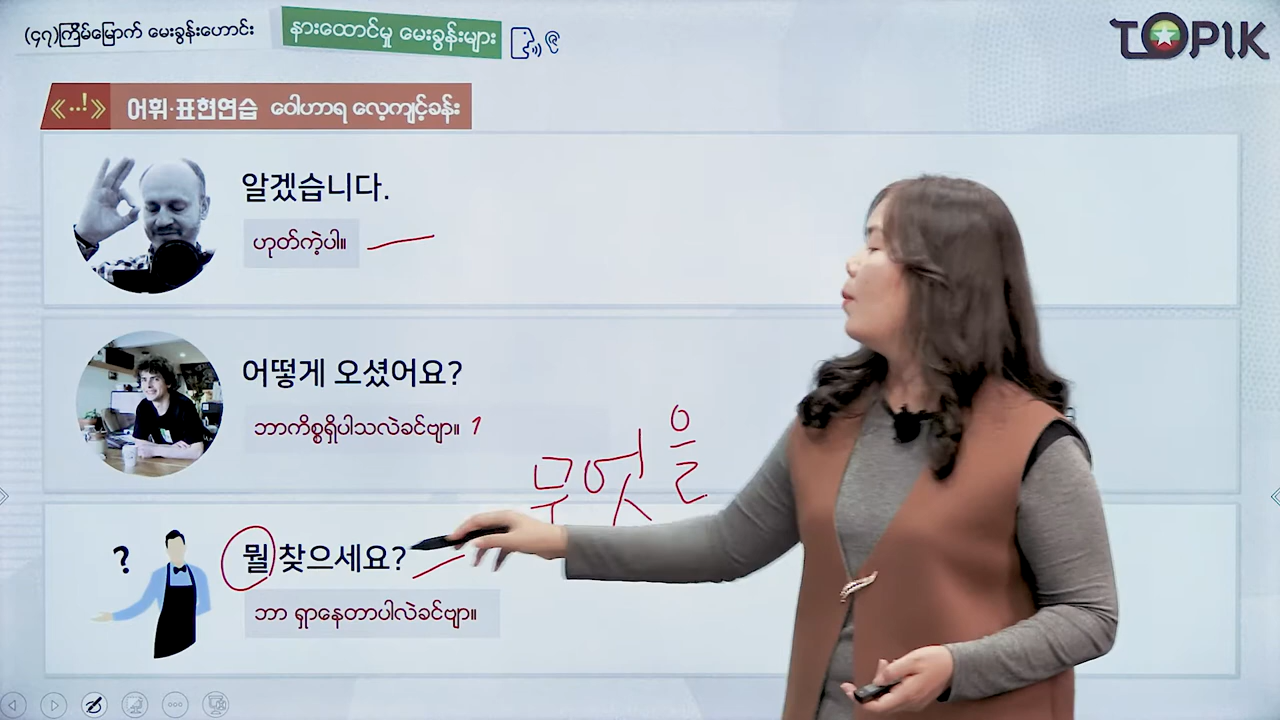 (၄၇)ကြိမ်မြောက် မေးခွန်းဟောင်း
နားထောင်မှု မေးခွန်းများ
TOPIK
어휘·표현연습 ဝေါဟာရ လေ့ကျင့်ခန်း
알겠습니다.
ဟုတ်ကဲ့ပါ။
어떻게 오셨어요?
ဘာကိစ္စရှိပါသလဲခင်ဗျာ။ 1
무엇을
? 뭘 찾으세요?
ဘာ ရှာနေတာပါလဲခင်ဗျာ။